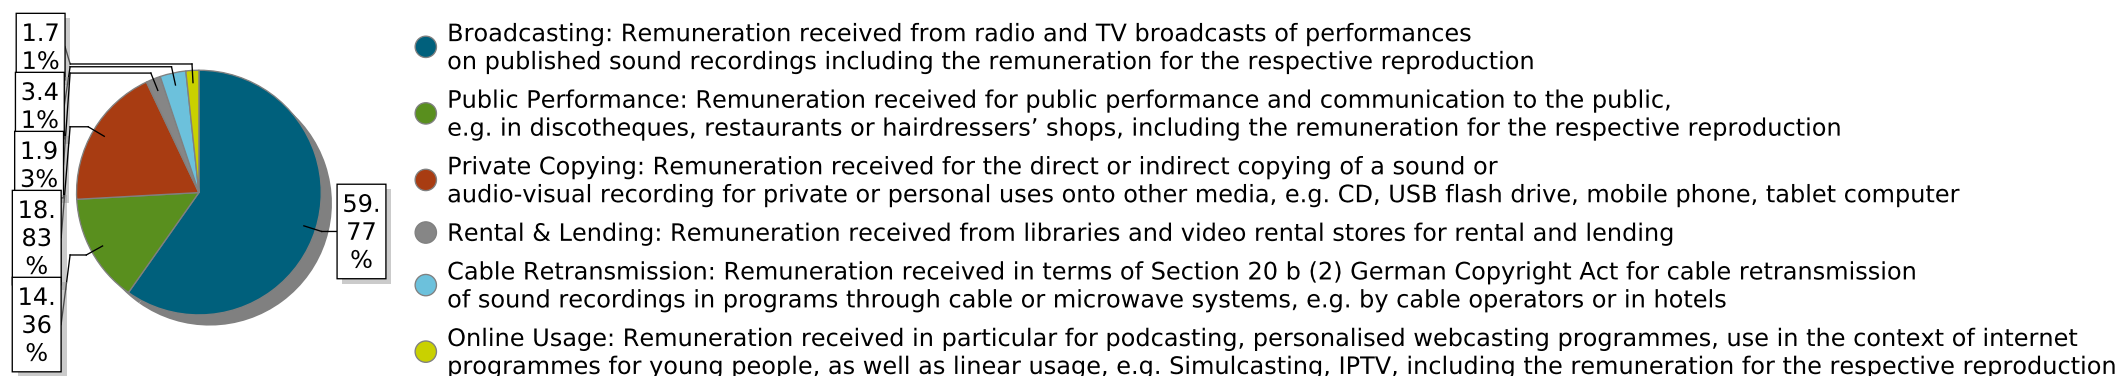 1.7
1%
3.4
1%
1.9
3%
18.
83
%
14.
36
%
59.
77
%
Broadcasting: Remuneration received from radio and TV broadcasts of performances
on published sound recordings including the remuneration for the respective reproduction
Public Performance: Remuneration received for public performance and communication to the public,
e.g. in discotheques, restaurants or hairdressers’ shops, including the remuneration for the respective reproduction
Private Copying: Remuneration received for the direct or indirect copying of a sound or
audio-visual recording for private or personal uses onto other media, e.g. CD, USB flash drive, mobile phone, tablet computer
Rental & Lending: Remuneration received from libraries and video rental stores for rental and lending
Cable Retransmission: Remuneration received in terms of Section 20 b (2) German Copyright Act for cable retransmission
of sound recordings in programs through cable or microwave systems, e.g. by cable operators or in hotels
Online Usage: Remuneration received in particular for podcasting, personalised webcasting programmes, use in the context of internet
programmes for young people, as well as linear usage, e.g. Simulcasting, IPTV, including the remuneration for the respective reproduction